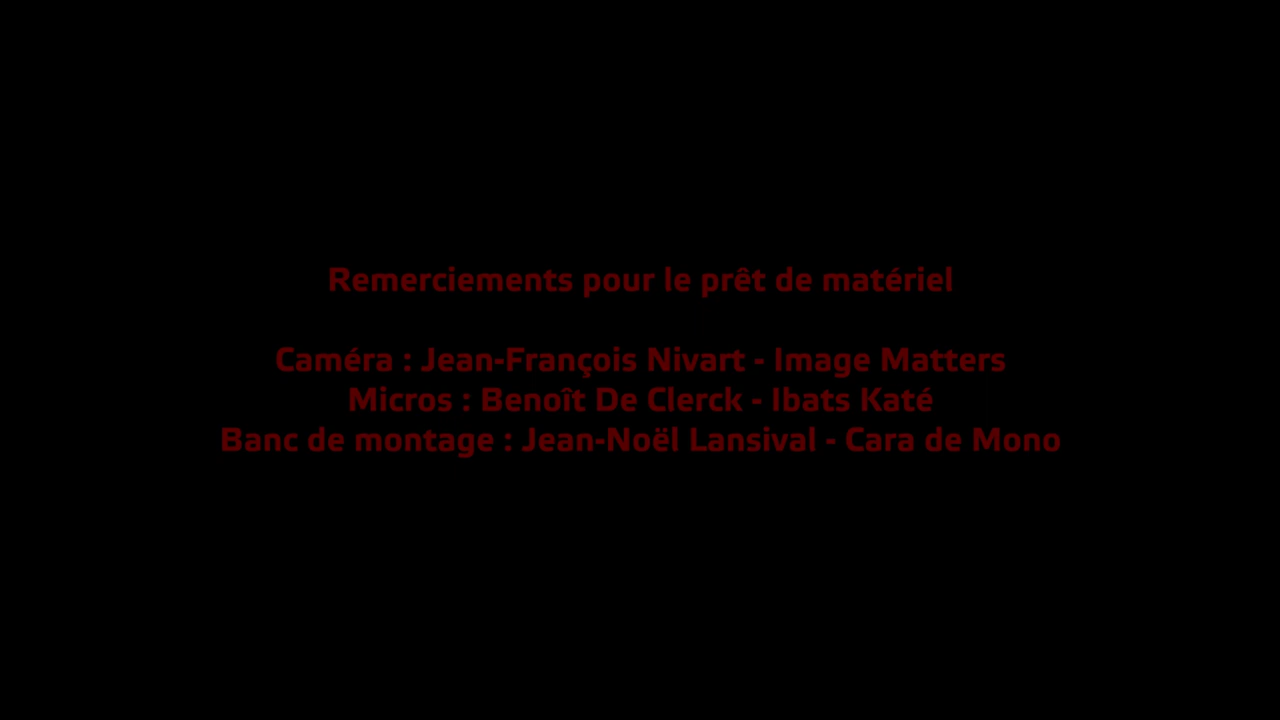 Remerciements pour le prêt de matériel
Caméra : Jean-François Nivart - Image Matters
Micros : Benoît De Clerck - Ibats Katé
Banc de montage : Jean-Noël Lansival - Cara de Mono